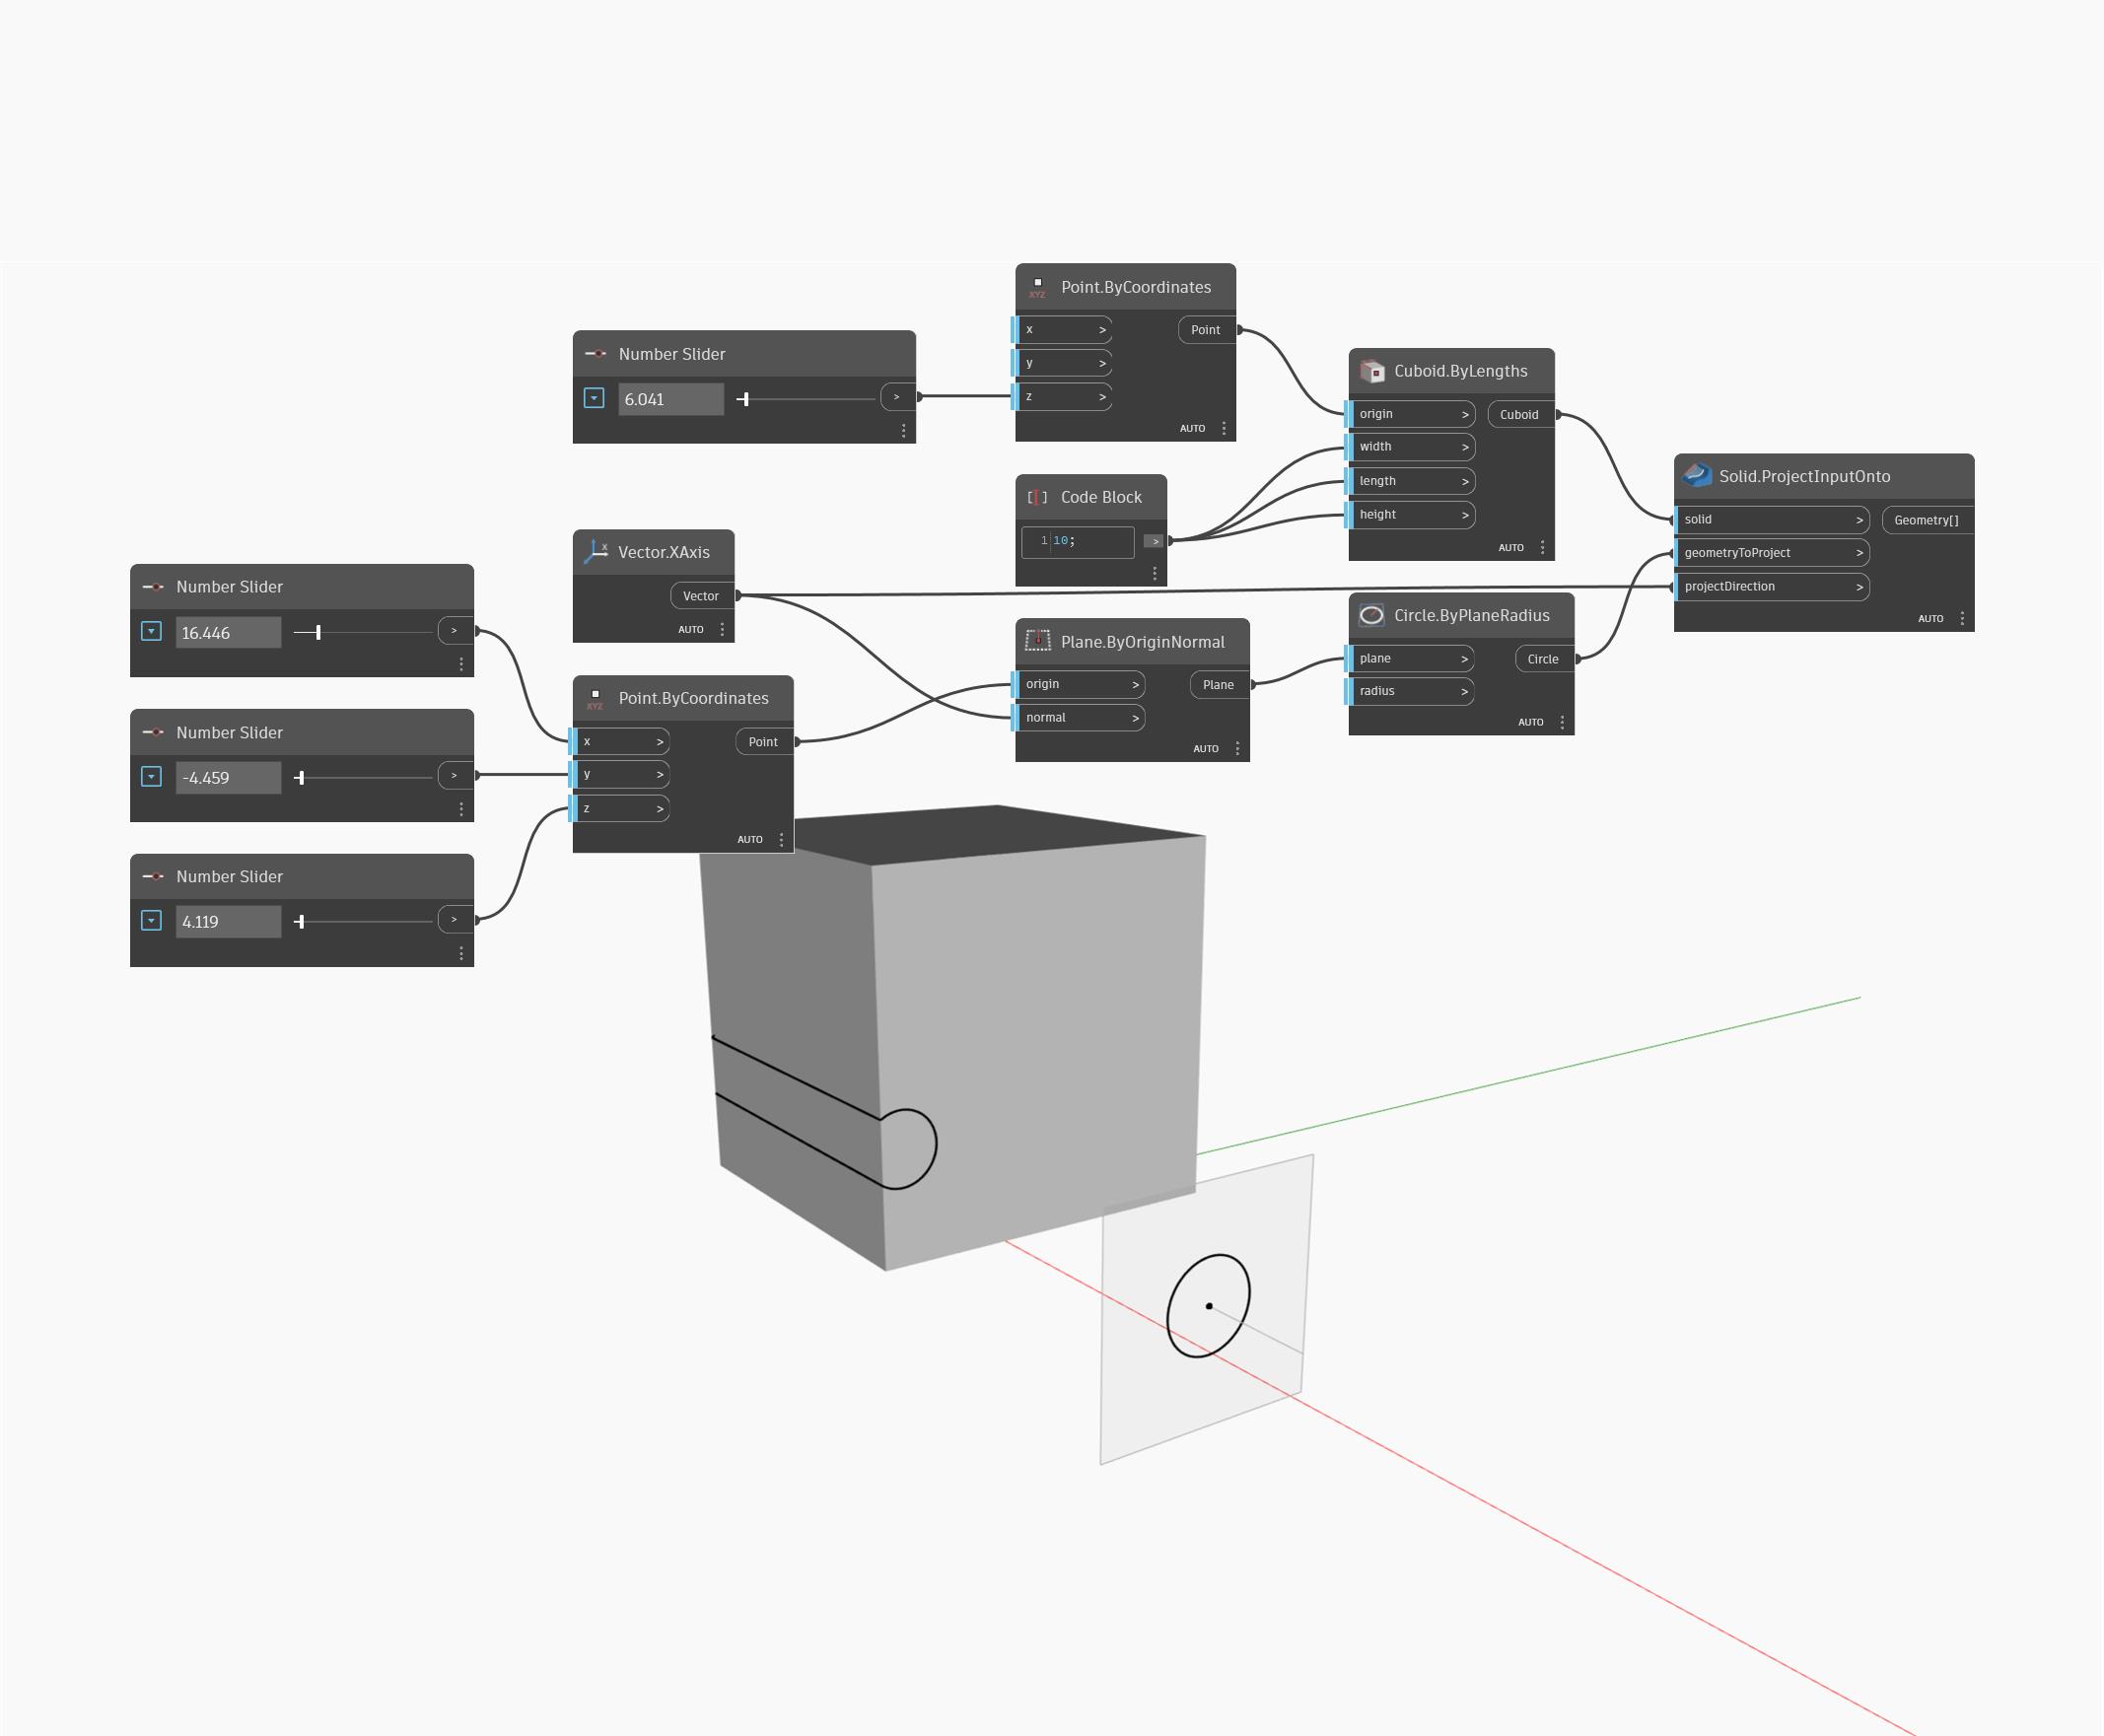 XYZ
Point.ByCoordinates
x >
Point
y >
z >
AUTO
Number Slider
6.041
>
Cuboid.ByLengths
origin >
Cuboid
width >
length >
height >
AUTO
Solid.ProjectInputOnto
solid >
Geometry[]
geometryToProject >
projectDirection >
AUTO
[ ] Code Block
1 10;
>
x
Vector.XAxis
Vector
AUTO
Number Slider
16.446
>
Circle.ByPlaneRadius
plane >
Circle
radius >
AUTO
Plane.ByOriginNormal
origin >
Plane
normal >
AUTO
XYZ
Point.ByCoordinates
x >
Point
y >
z >
AUTO
Number Slider
-4.459
>
Number Slider
4.119
>